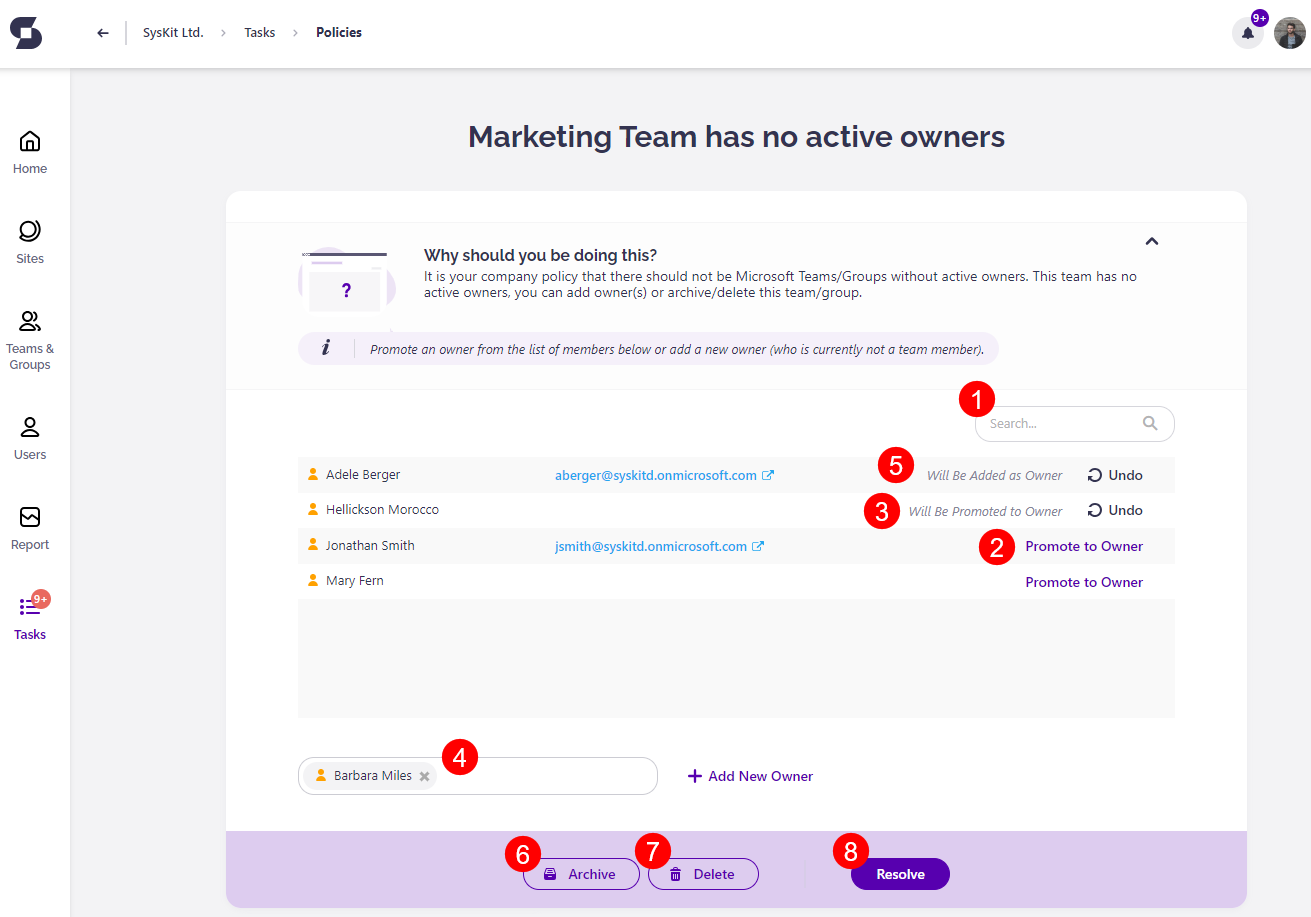 9+
SysKit Ltd. > Tasks > Policies
Marketing Team has no active owners
Home
Sites
Teams &
Groups
Users
Report
9+
Tasks
?
Why should you be doing this?
It is your company policy that there should not be Microsoft Teams/Groups without active owners. This team has no
active owners, you can add owner(s) or archive/delete this team/group.
i Promote an owner from the list of members below or add a new owner (who is currently not a team member).
1
Search...
Adele Berger aberger@syskitd.onmicrosoft.com 5 Will Be Added as Owner Undo
Hellickson Morocco 3 Will Be Promoted to Owner Undo
Jonathan Smith jsmith@syskitd.onmicrosoft.com 2 Promote to Owner
Mary Fern Promote to Owner
4
Barbara Miles Add New Owner
6 7 8
Archive Delete Resolve